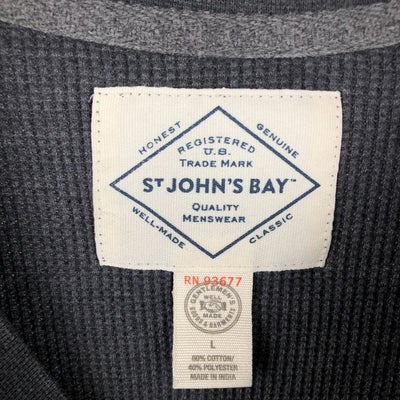 HONEST
GENUINE
REGISTERED
U.S.
TRADE MARK
ST JOHN'S BAY™
QUALITY
MENSWEAR
WELL-MADE
CLASSIC
RN 93677
GENTLEMEN'S
WELL
MADE
GOODS & GARMENTS
L
60% COTTON/
40% POLYESTER
MADE IN INDIA